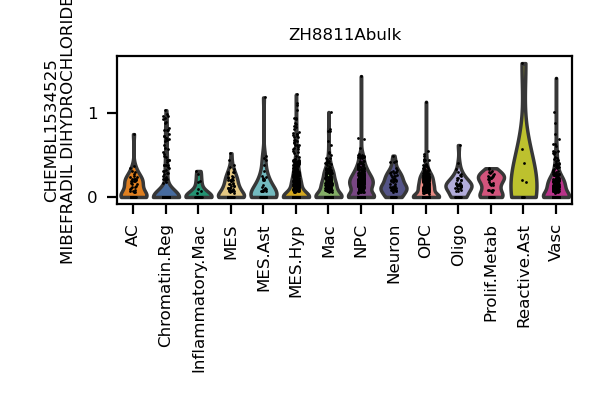 ZH8811Abulk
CHEMBL1534525
MIBEFRADIL DIHYDROCHLORIDE
1
0
AC
Chromatin.Reg
Inflammatory.Mac
MES
MES.Ast
MES.Hyp
Mac
NPC
Neuron
OPC
Oligo
Prolif.Metab
Reactive.Ast
Vasc